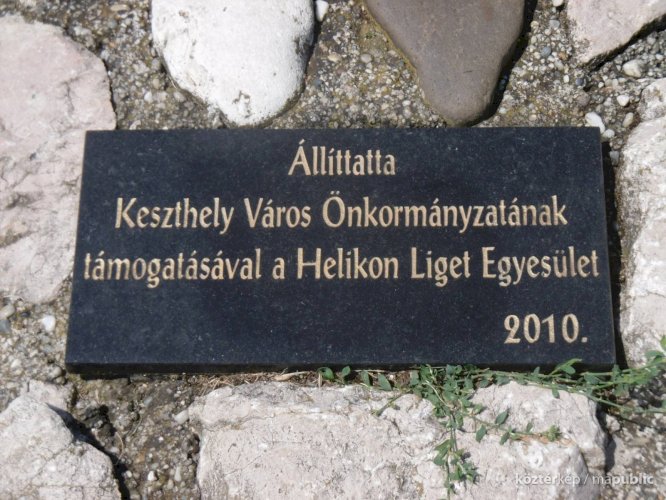 Állíttatta
Keszthely Város Önkormányzatának
támogatásával a Helikon Liget Egyesület
2010.
köztérkép / mapublic